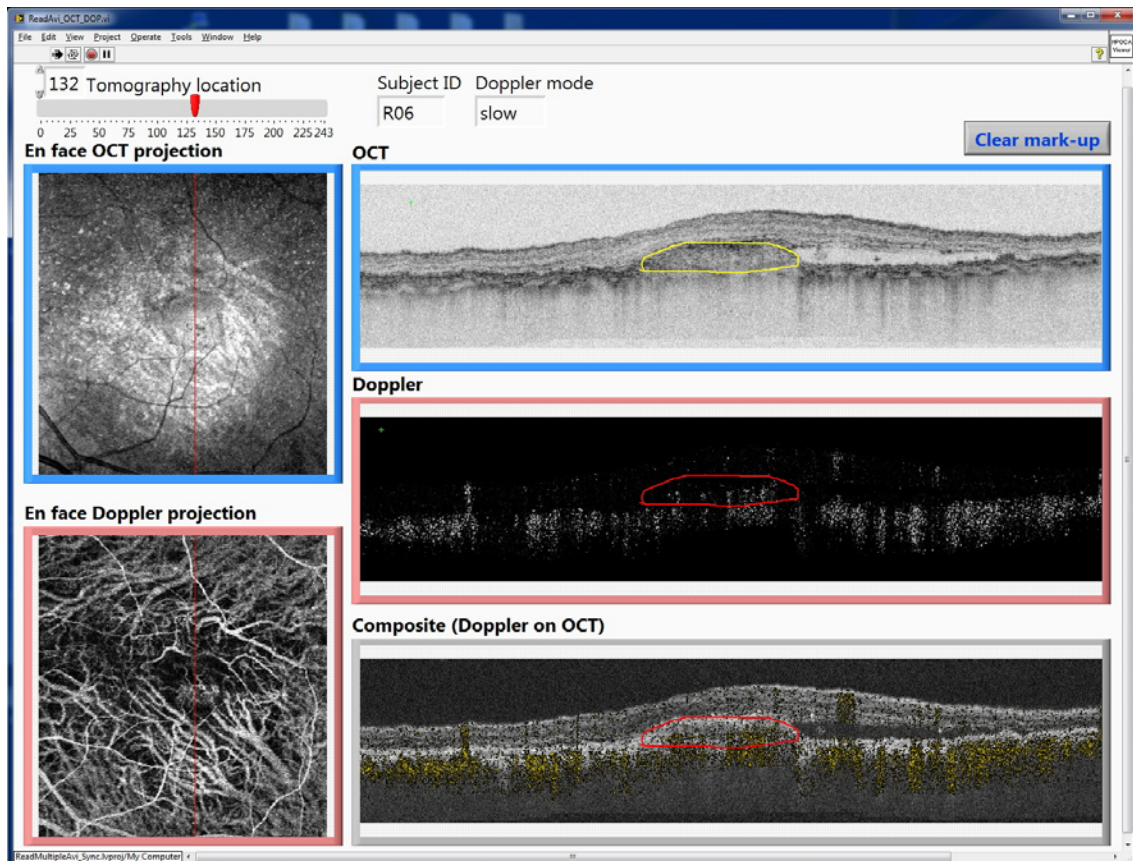 ReadAvi_OCT_DOP.vi
File Edit View Project Operate Tools Window Help
HPOCA
Viewer
132 Tomography location
0 25 50 75 100 125 150 175 200 225 243
Subject ID Doppler mode
R06 slow
Clear mark-up
En face OCT projection
OCT
Doppler
En face Doppler projection
Composite (Doppler on OCT)
ReadMultipleAvi_Sync.lvproj/My Computer